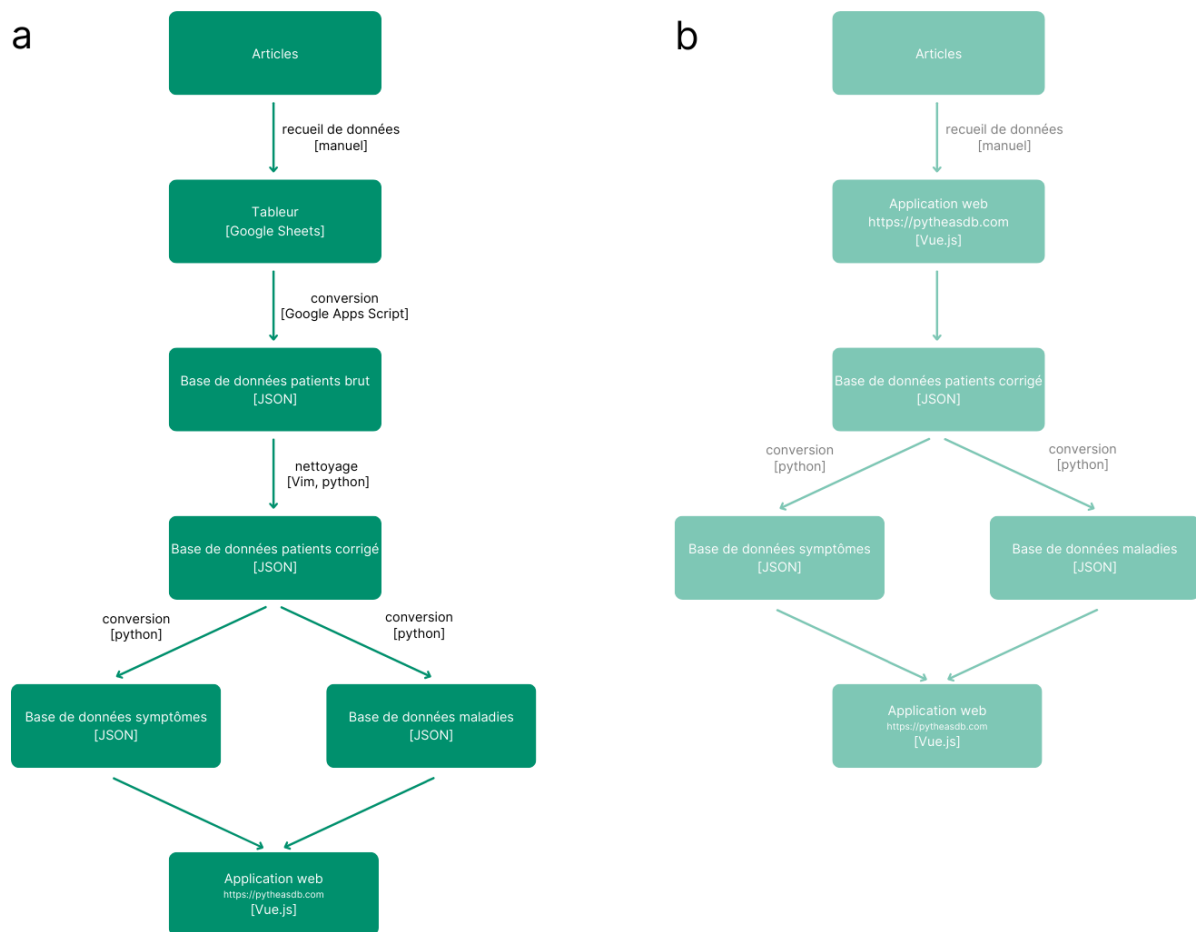 a
Articles
recueil de données
[manuel]
Tableur
[Google Sheets]
conversion
[Google Apps Script]
Base de données patients brut
[JSON]
nettoyage
[Vim, python]
Base de données patients corrigé
[JSON]
conversion
[python]
conversion
[python]
Base de données symptômes
[JSON]
Base de données maladies
[JSON]
Application web
https://pytheasdb.com
[Vue.js]
b
Articles
recueil de données
[manuel]
Application web
https://pytheasdb.com
[Vue.js]
Base de données patients corrigé
[JSON]
conversion
[python]
conversion
[python]
Base de données symptômes
[JSON]
Base de données maladies
[JSON]
Application web
https://pytheasdb.com
[Vue.js]